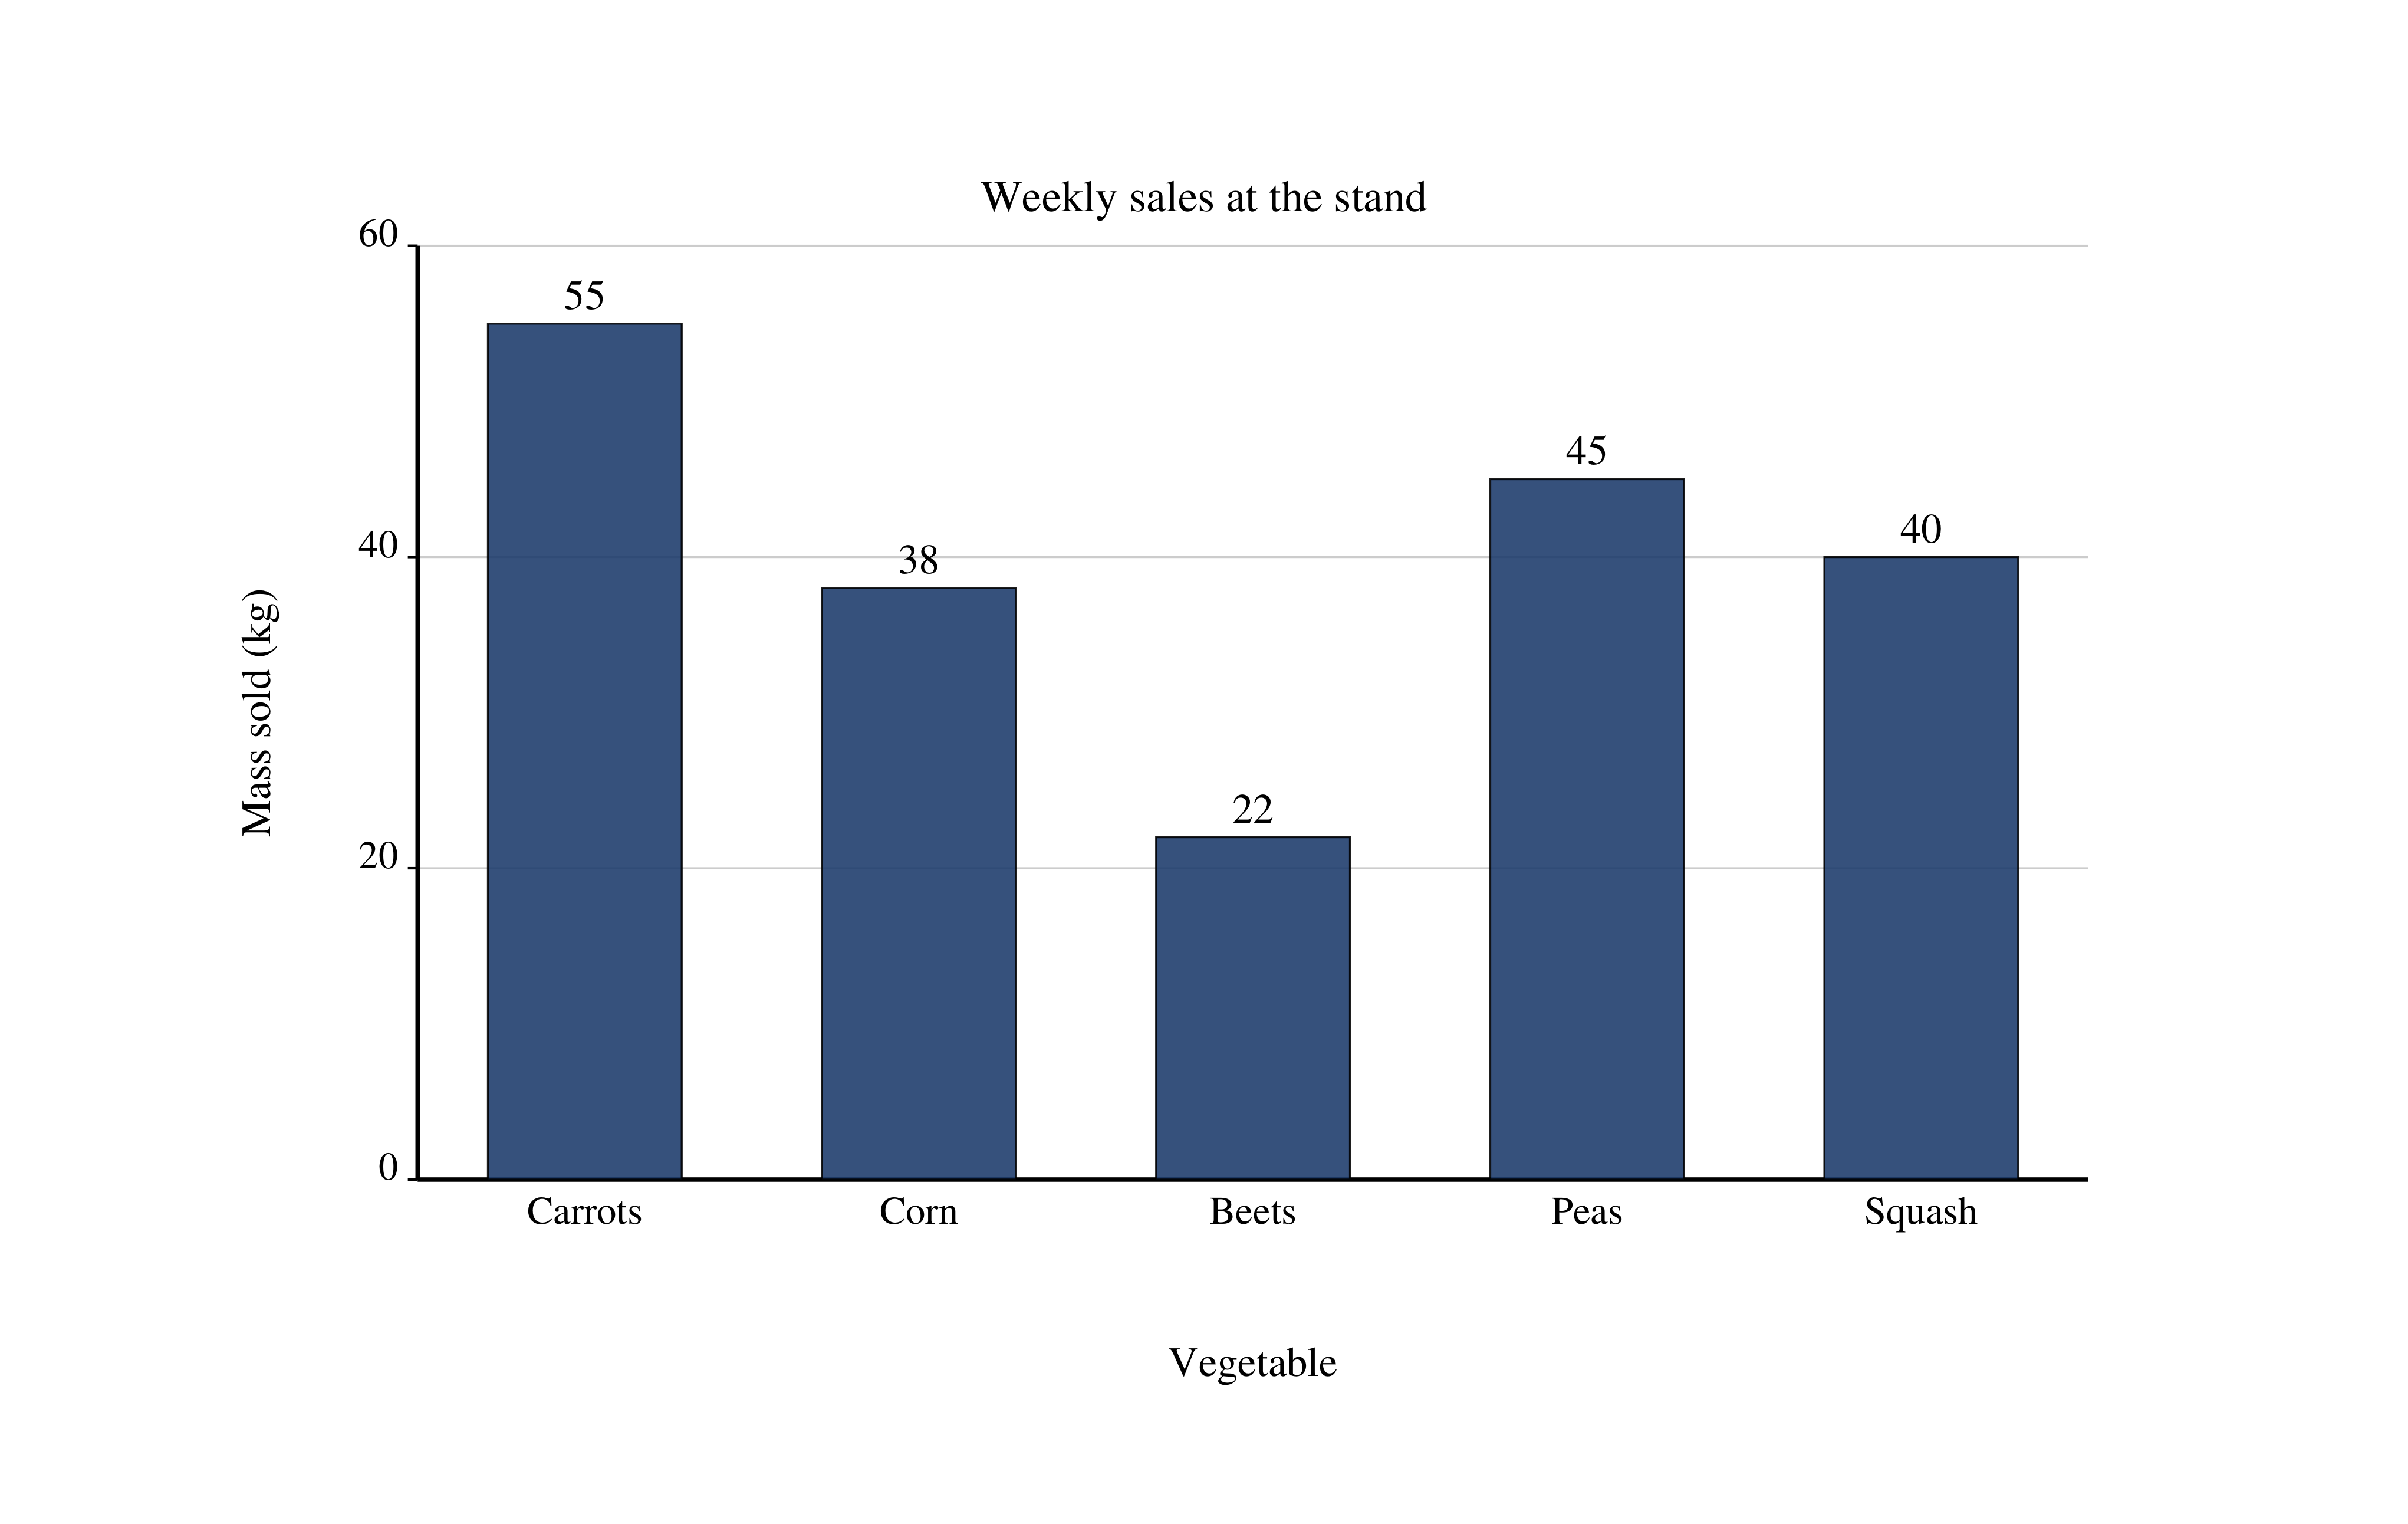 Weekly sales at the stand
60
55
45
40
40
38
Mass sold (kg)
22
20
0
Carrots Corn Beets Peas Squash
Vegetable